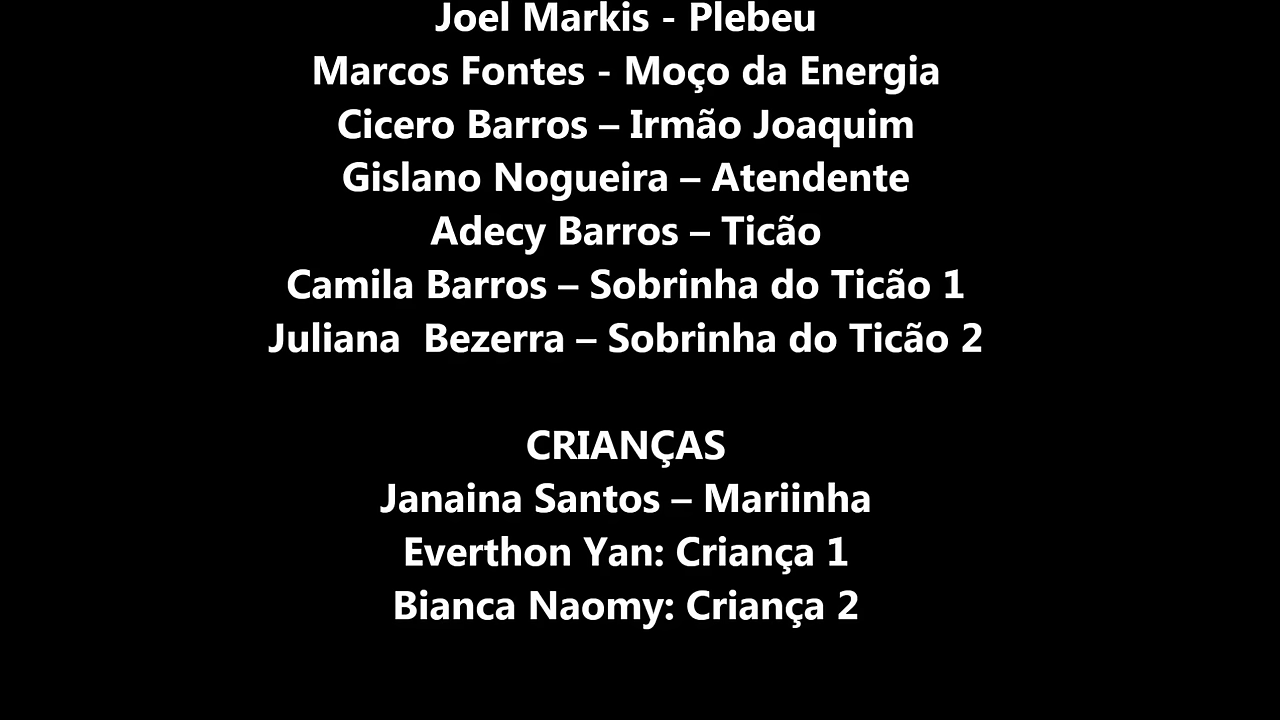 Joel Markis - Plebeu
Marcos Fontes - Moço da Energia
Cicero Barros – Irmão Joaquim
Gislano Nogueira – Atendente
Adecy Barros – Ticão
Camila Barros – Sobrinha do Ticão 1
Juliana  Bezerra – Sobrinha do Ticão 2
CRIANÇAS
Janaina Santos – Mariinha
Everthon Yan: Criança 1
Bianca Naomy: Criança 2